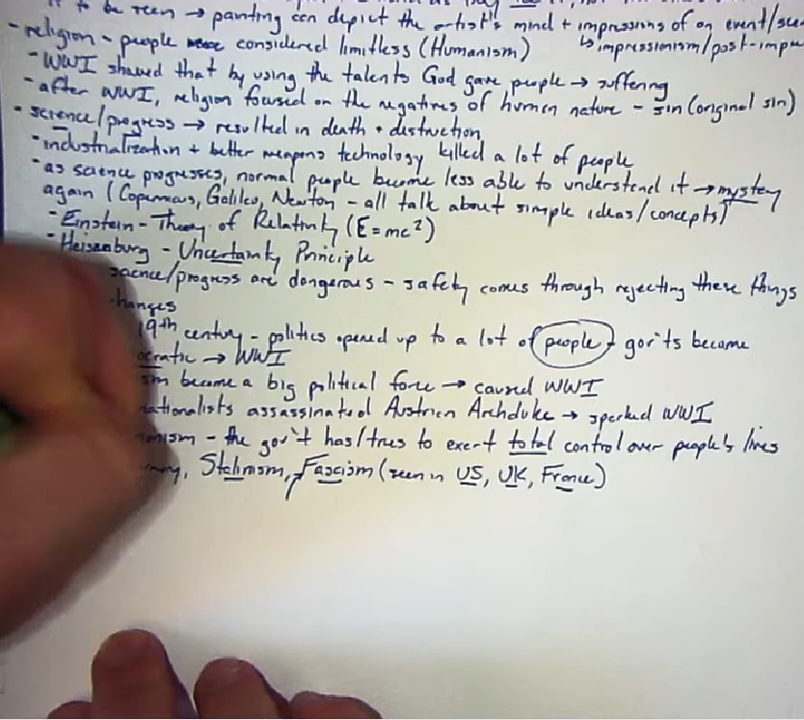 it to be seen → painting can depict the artist's mind + impressions of an event/sce
- religion - people were considered limitless (Humanism) ↳ impressionism/post-impre
- WWI showed that by using the talents God gave people → suffering
- after WWI, religion focused on the negatives of human nature - sin (original sin)
• science/progress → resulted in death + destruction
- industrialization + better weapons technology killed a lot of people
- as science progresses, normal people become less able to understand it → mystery
again (Copernicus, Galileo, Newton - all talk about simple ideas/concepts)
- Einstein - Theory of Relativity (E=mc²)
- Heisenburg - Uncertainty Principle
science/progress are dangerous - safety comes through rejecting these things
hanges
19th century - politics opened up to a lot of people + gov'ts become
ocratic → WWI
ism became a big political force → caused WWI
nationalists assassinated Austrian Archduke → sparked WWI
the gov't has/tries to exert total control over people's lives
Stalinism, Fascism (seen in US, UK, France)